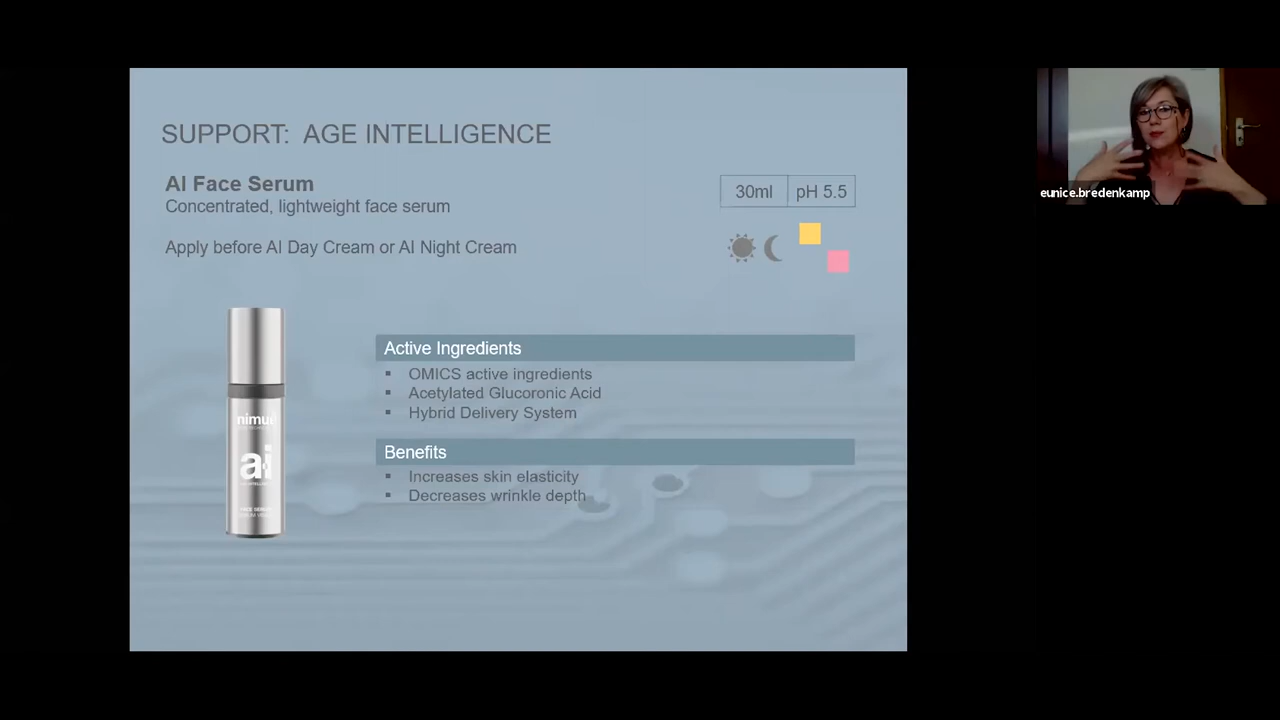 SUPPORT: AGE INTELLIGENCE
AI Face Serum
Concentrated, lightweight face serum
30ml
pH 5.5
Apply before AI Day Cream or AI Night Cream
Active Ingredients
OMICS active ingredients
Acetylated Glucoronic Acid
Hybrid Delivery System
Benefits
Increases skin elasticity
Decreases wrinkle depth
nimue
ai
FACE SERUM
eunice.bredenkamp